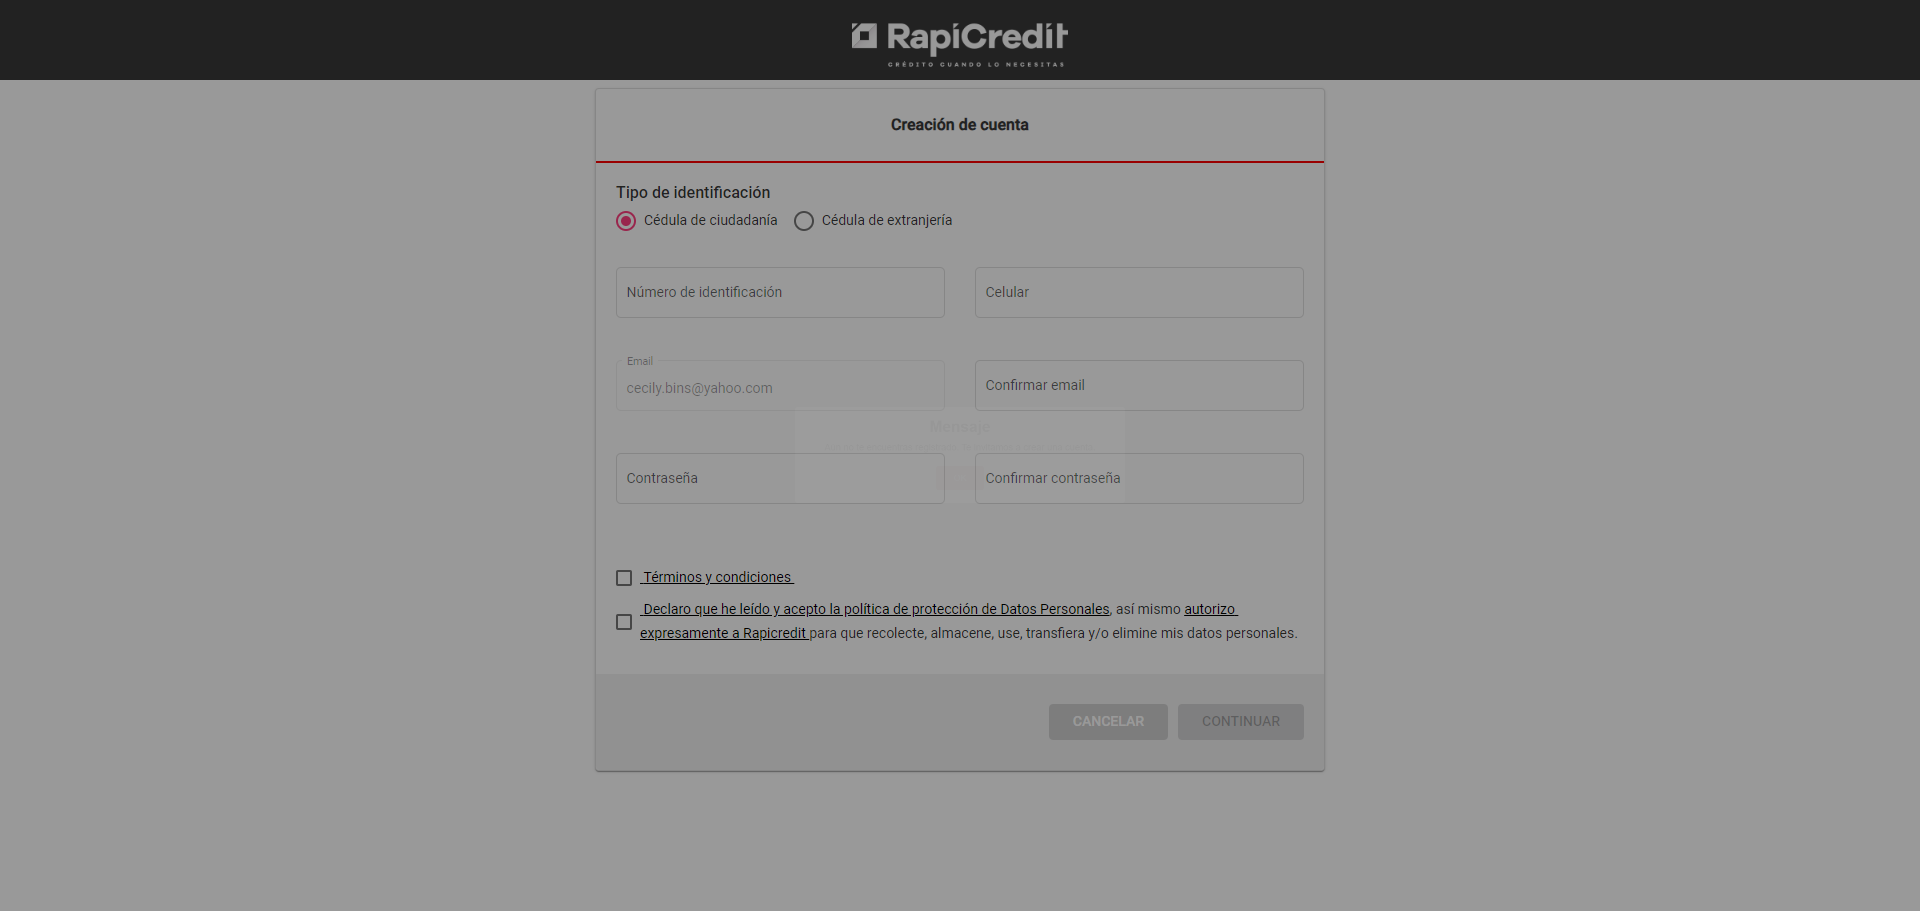 RapiCredit
CRÉDITO CUANDO LO NECESITAS
Creación de cuenta
Tipo de identificación
Cédula de ciudadanía Cédula de extranjería
Número de identificación Celular
Email
cecily.bins@yahoo.com Confirmar email
Mensaje
Contraseña Confirmar contraseña
Términos y condiciones
Declaro que he leído y acepto la política de protección de Datos Personales, así mismo autorizo
expresamente a Rapicredit para que recolecte, almacene, use, transfiera y/o elimine mis datos personales.
CANCELAR CONTINUAR